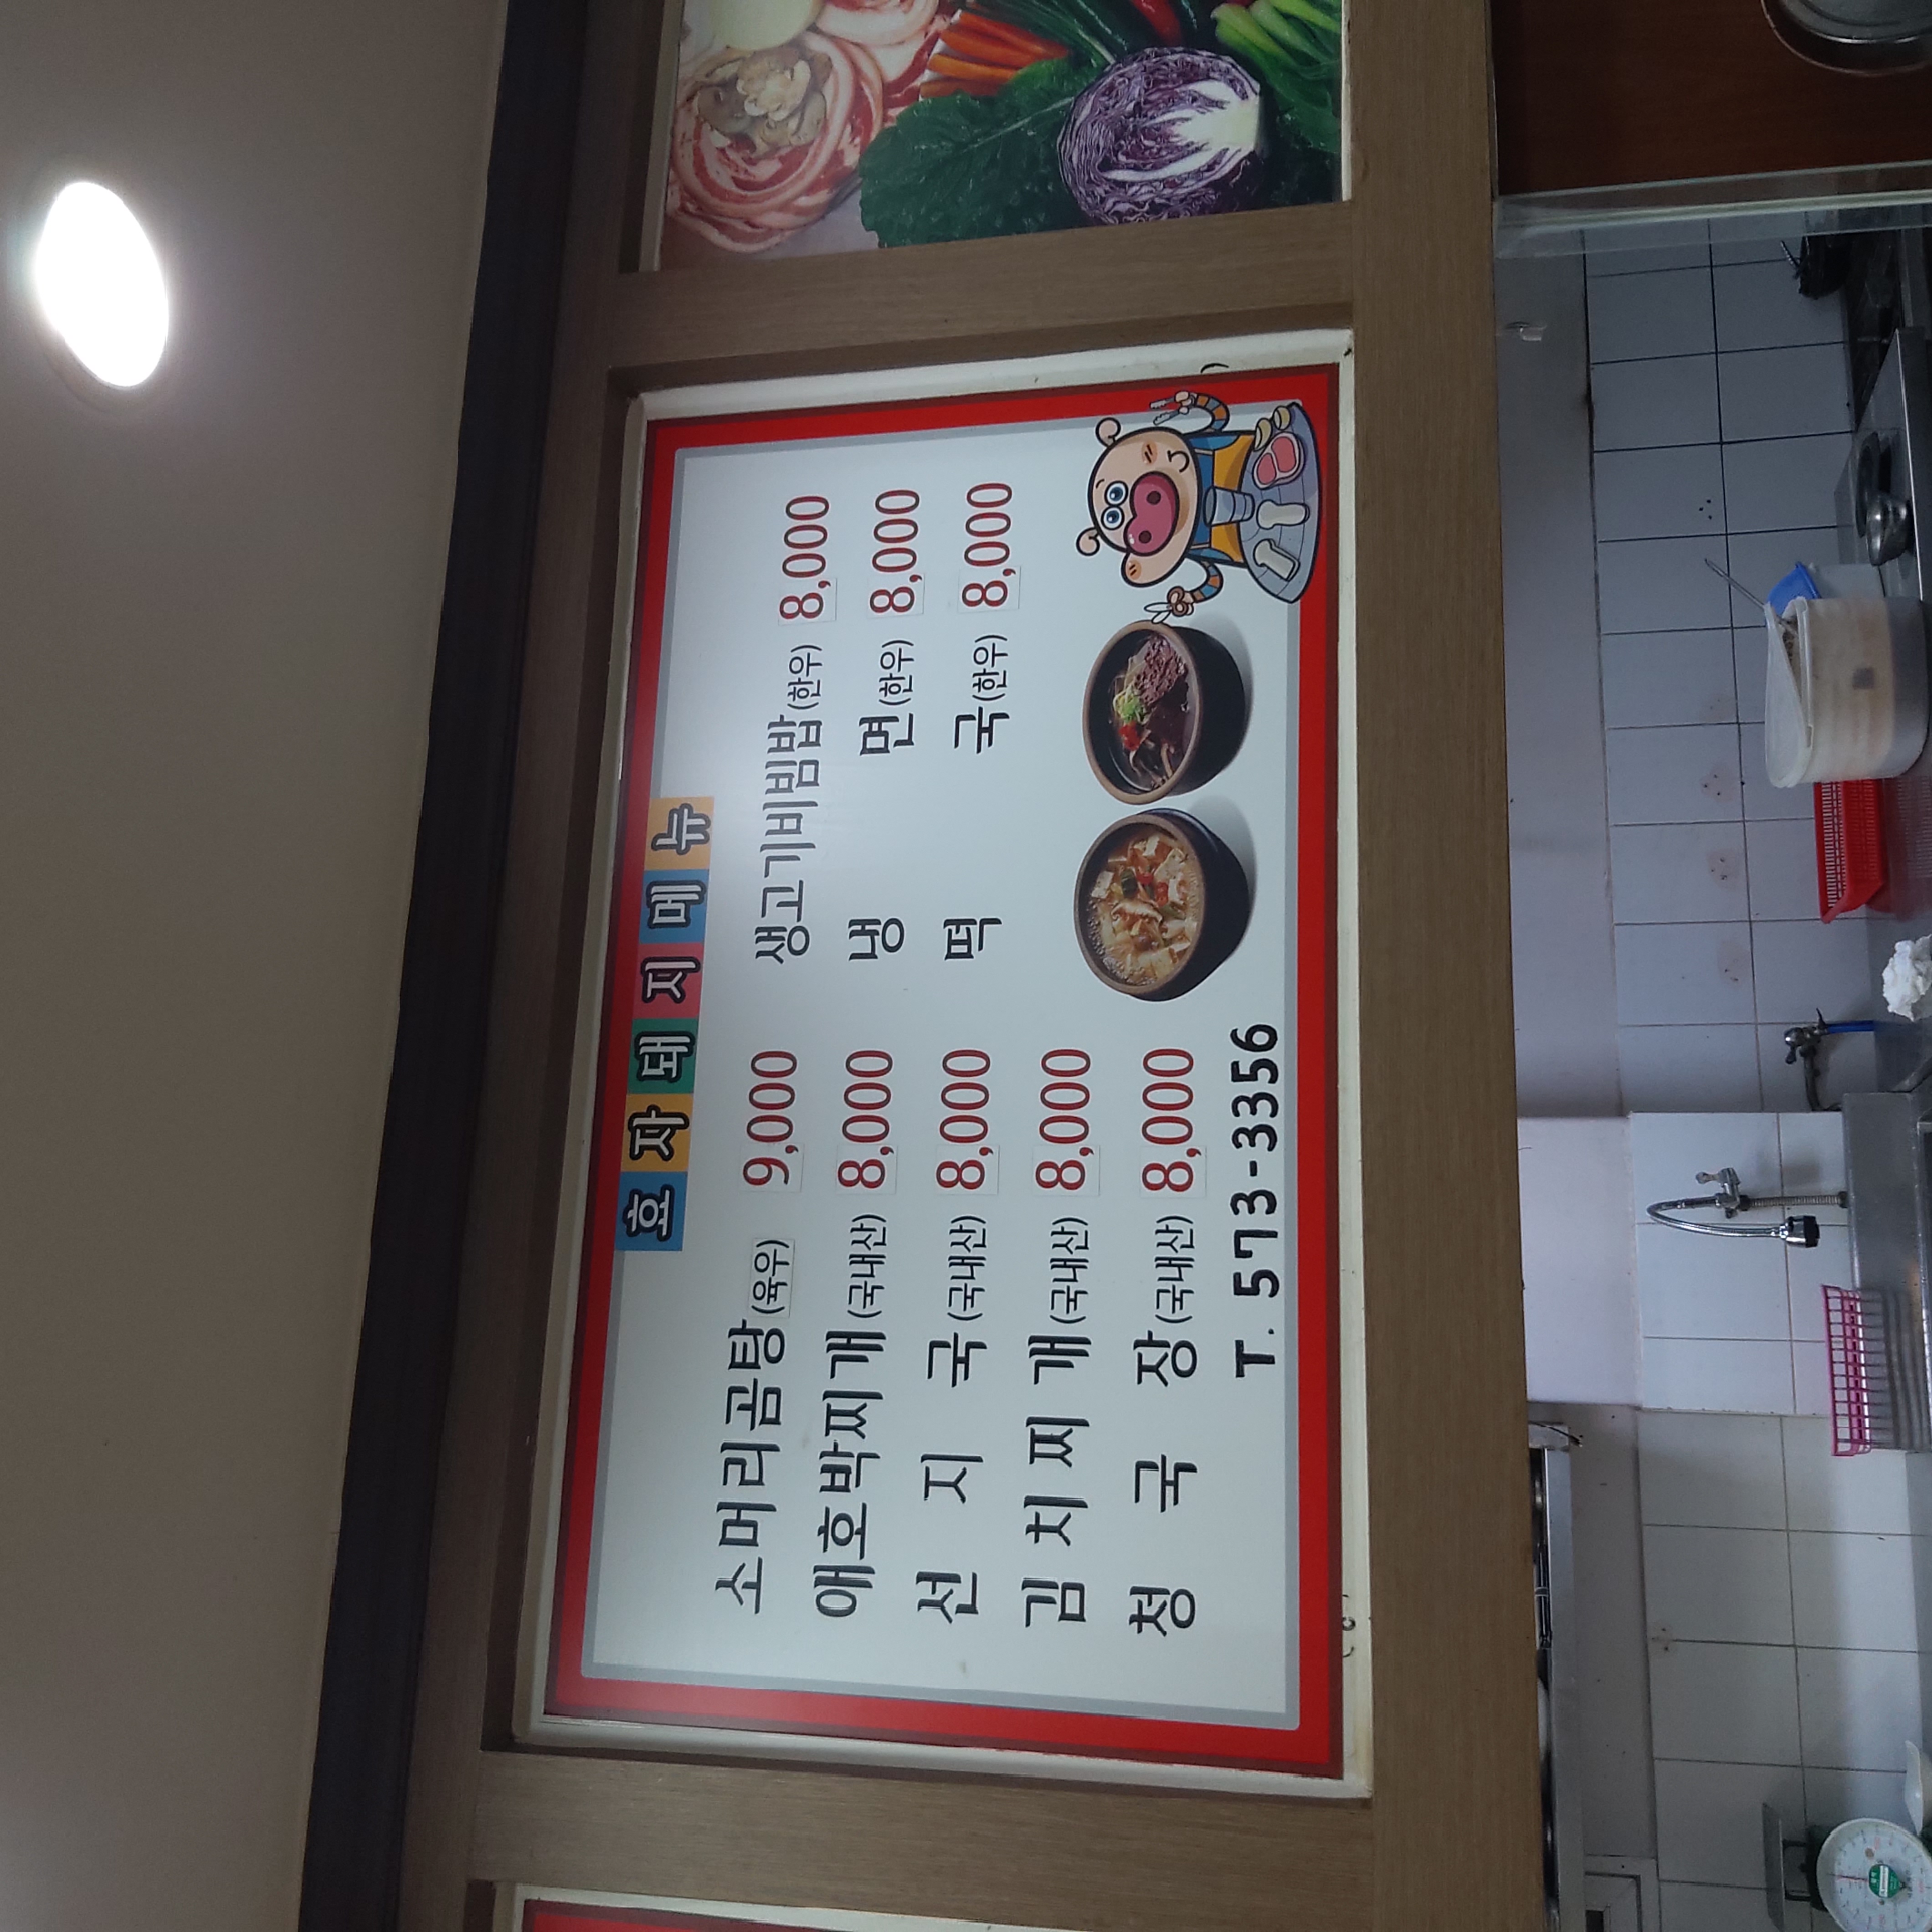 효자돼지메뉴
소머리곰탕(육우) 9,000
애호박찌개(국내산) 8,000
선지국(국내산) 8,000
김치찌개(국내산) 8,000
청국장(국내산) 8,000
생고기비빔밥(한우) 8,000
냉면(한우) 8,000
떡국(한우) 8,000
T. 573-3356